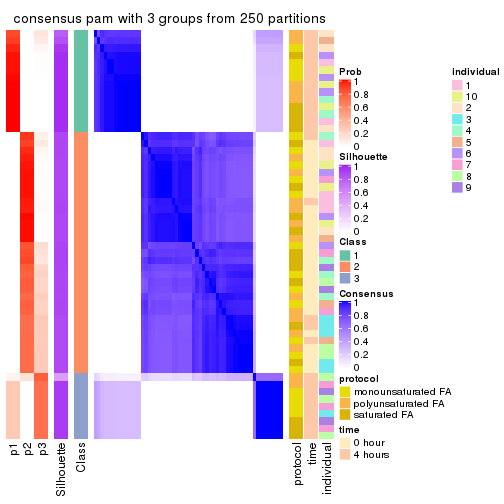 consensus pam with 3 groups from 250 partitions
Prob
1
0.8
0.6
0.4
0.2
0
Silhouette
1
0.8
0.6
0.4
0.2
0
Class
1
2
3
Consensus
1
0.8
0.6
0.4
0.2
0
protocol
monounsaturated FA
polyunsaturated FA
saturated FA
time
0 hour
4 hours
individual
1
10
2
3
4
5
6
7
8
9
p1
p2
p3
Silhouette
Class
protocol
time
individual